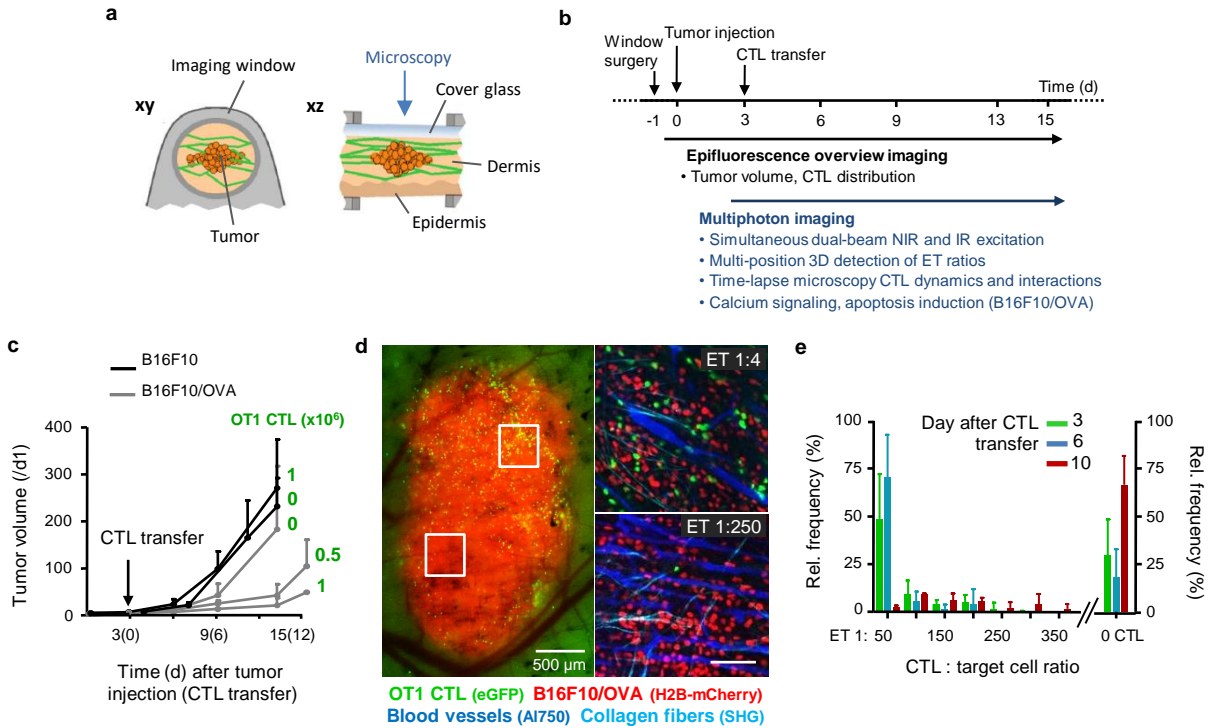 a
Imaging window
xy
Tumor
Microscopy
xz
Cover glass
Dermis
Epidermis
b
Window
surgery
Tumor injection
CTL transfer
Time (d)
-1 0 3 6 9 13 15
Epifluorescence overview imaging
• Tumor volume, CTL distribution
Multiphoton imaging
• Simultaneous dual-beam NIR and IR excitation
• Multi-position 3D detection of ET ratios
• Time-lapse microscopy CTL dynamics and interactions
• Calcium signaling, apoptosis induction (B16F10/OVA)
c
B16F10
B16F10/OVA
OT1 CTL (x10⁶)
Tumor volume (/d1)
400
300
200
100
0
CTL transfer
1
0
0
0.5
1
3(0) 9(6) 15(12)
Time (d) after tumor
injection (CTL transfer)
d
ET 1:4
ET 1:250
500 µm
OT1 CTL (eGFP) B16F10/OVA (H2B-mCherry)
Blood vessels (Al750) Collagen fibers (SHG)
e
Rel. frequency (%)
100
75
50
25
0
Day after CTL
transfer
3
6
10
100
75
50
25
0
Rel. frequency (%)
ET 1: 50 150 250 350 0 CTL
CTL : target cell ratio